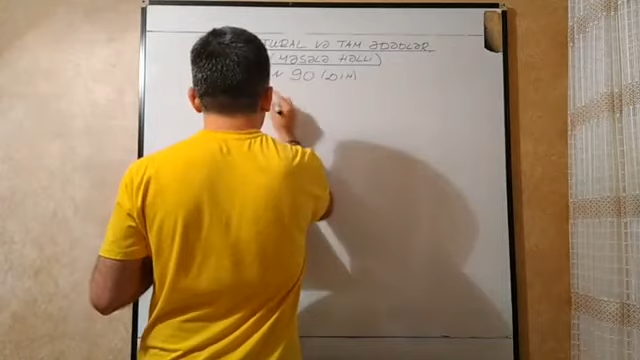 TURAL VƏ TAM ƏDƏDLƏR
(MƏSƏLƏ HƏLLİ)
N 90 (DİM)